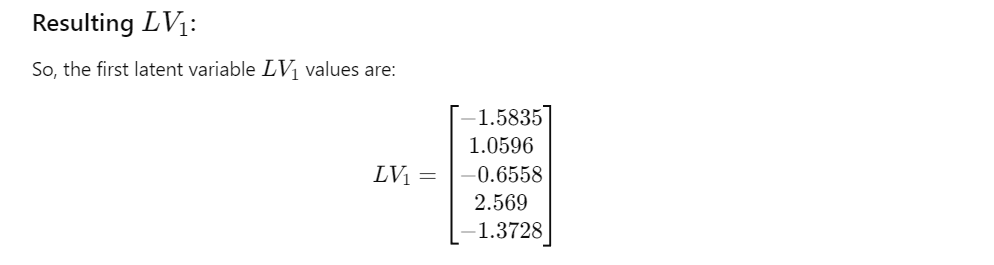 Resulting LV₁:
So, the first latent variable LV₁ values are:
−1.5835
1.0596
LV₁ = −0.6558
2.569
−1.3728